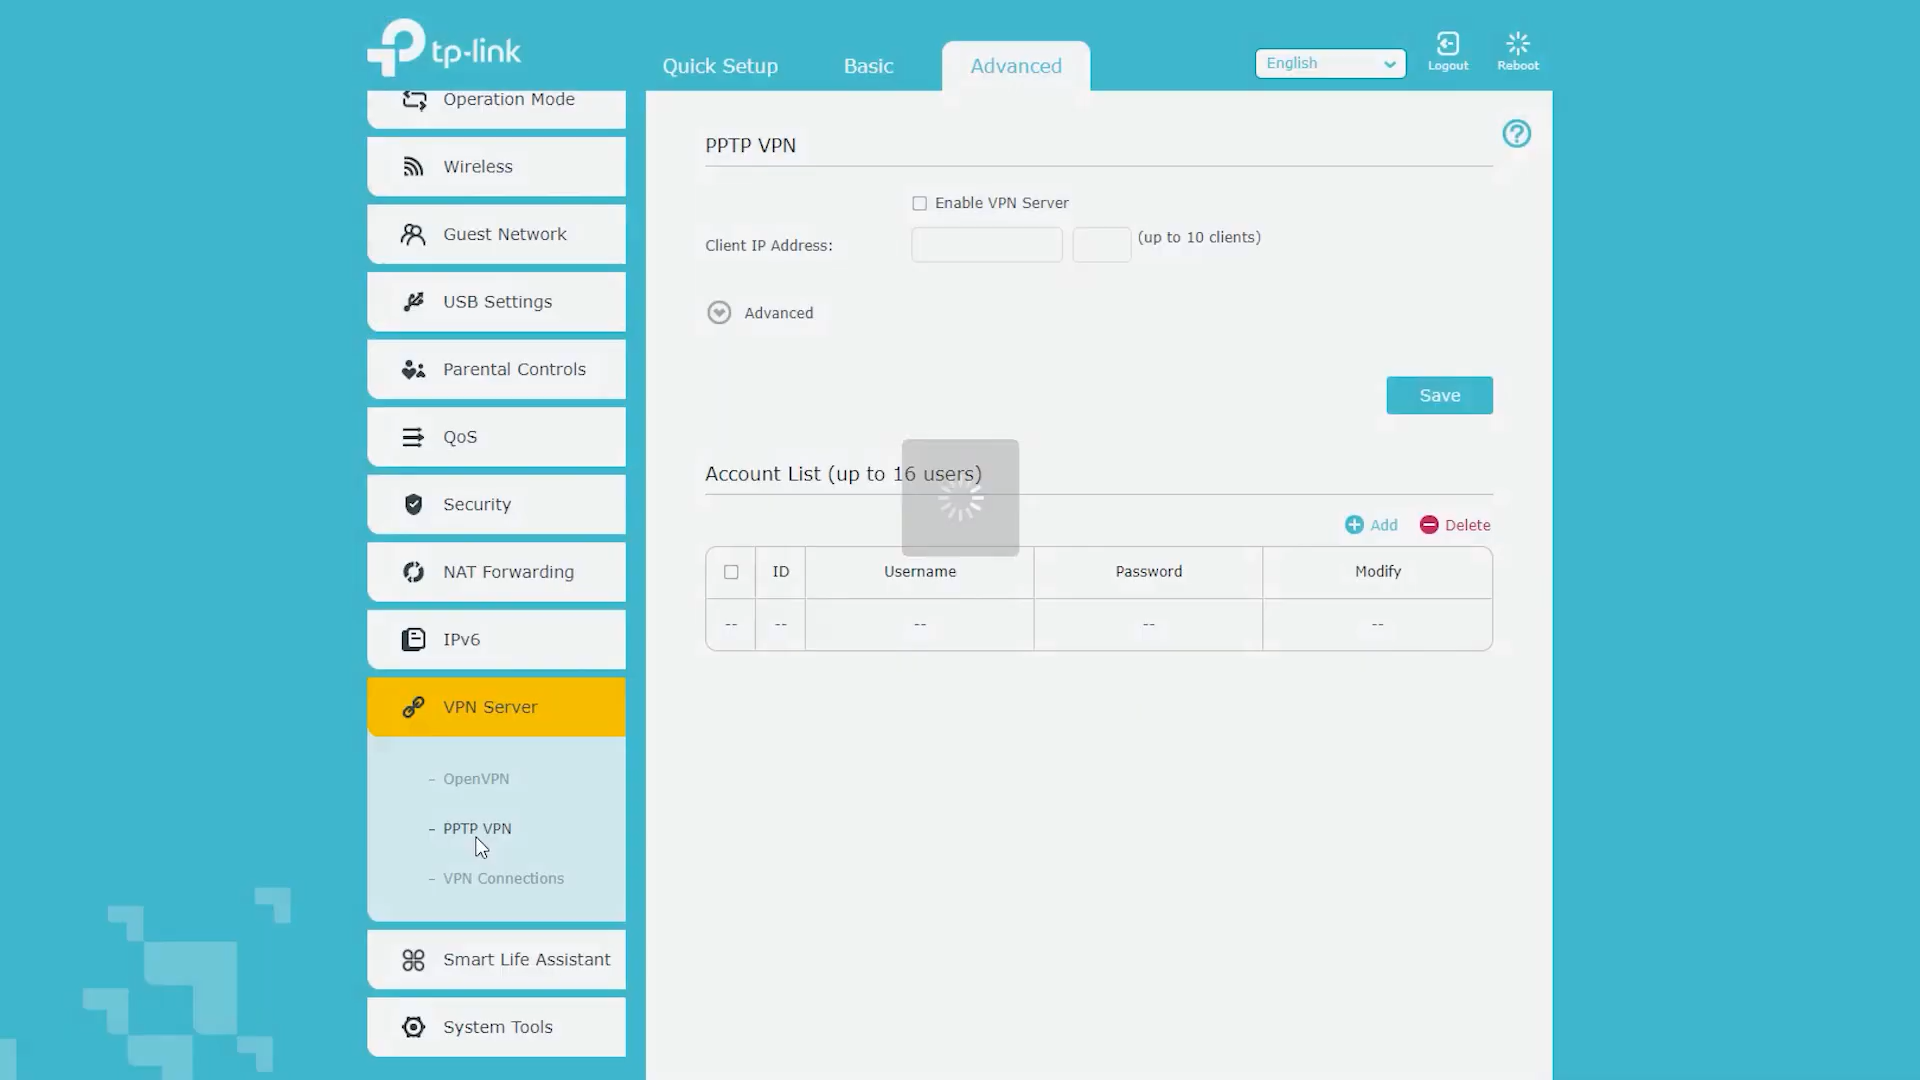 tp-link
Quick Setup
Basic
Advanced
English
Logout
Reboot
Operation Mode
Wireless
Guest Network
USB Settings
Parental Controls
QoS
Security
NAT Forwarding
IPv6
VPN Server
- OpenVPN
- PPTP VPN
- VPN Connections
Smart Life Assistant
System Tools
PPTP VPN
?
Enable VPN Server
Client IP Address:
(up to 10 clients)
Advanced
Save
Account List (up to 16 users)
Add
Delete
ID Username Password Modify
-- -- -- -- --